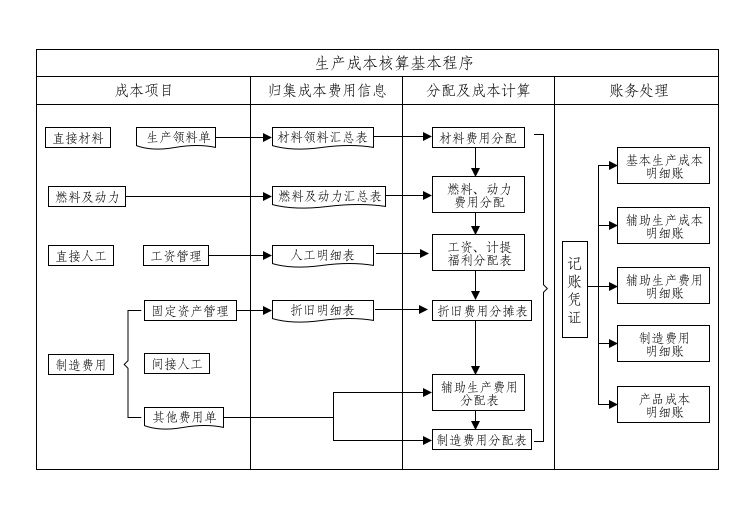 生产成本核算基本程序
成本项目
归集成本费用信息
分配及成本计算
账务处理
直接材料
生产领料单
材料领料汇总表
材料费用分配
燃料及动力
燃料及动力汇总表
燃料、动力
费用分配
直接人工
工资管理
人工明细表
工资、计提
福利分配表
固定资产管理
折旧明细表
折旧费用分摊表
制造费用
间接人工
其他费用单
辅助生产费用
分配表
制造费用分配表
记
账
凭
证
基本生产成本
明细账
辅助生产成本
明细账
辅助生产费用
明细账
制造费用
明细账
产品成本
明细账